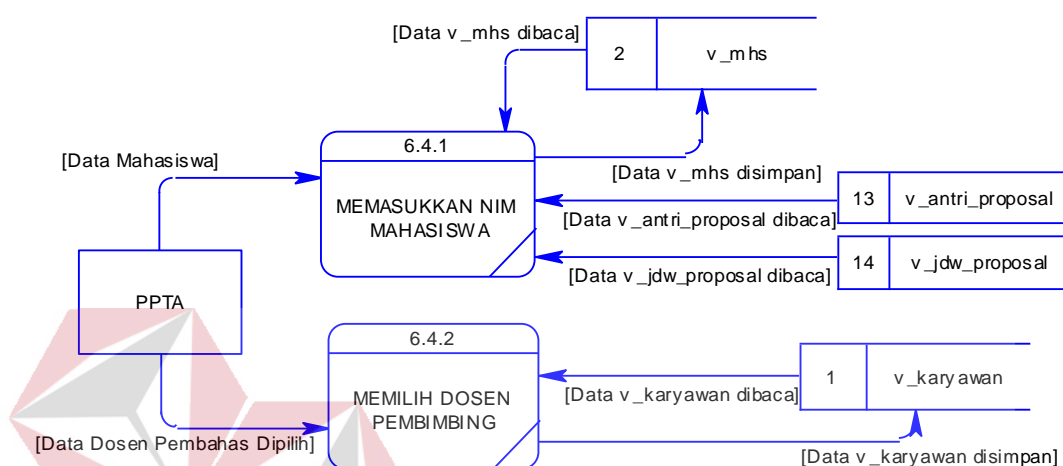 [Data v_mhs dibaca]
2
v_mhs
6.4.1
[Data Mahasiswa]
[Data v_mhs disimpan]
MEMASUKKAN NIM
MAHASISWA
13
v_antri_proposal
[Data v_antri_proposal dibaca]
14
v_jdw_proposal
[Data v_jdw_proposal dibaca]
PPTA
6.4.2
1
v_karyawan
MEMILIH DOSEN
PEMBIMBING
[Data v_karyawan dibaca]
[Data Dosen Pembahas Dipilih]
[Data v_karyawan disimpan]